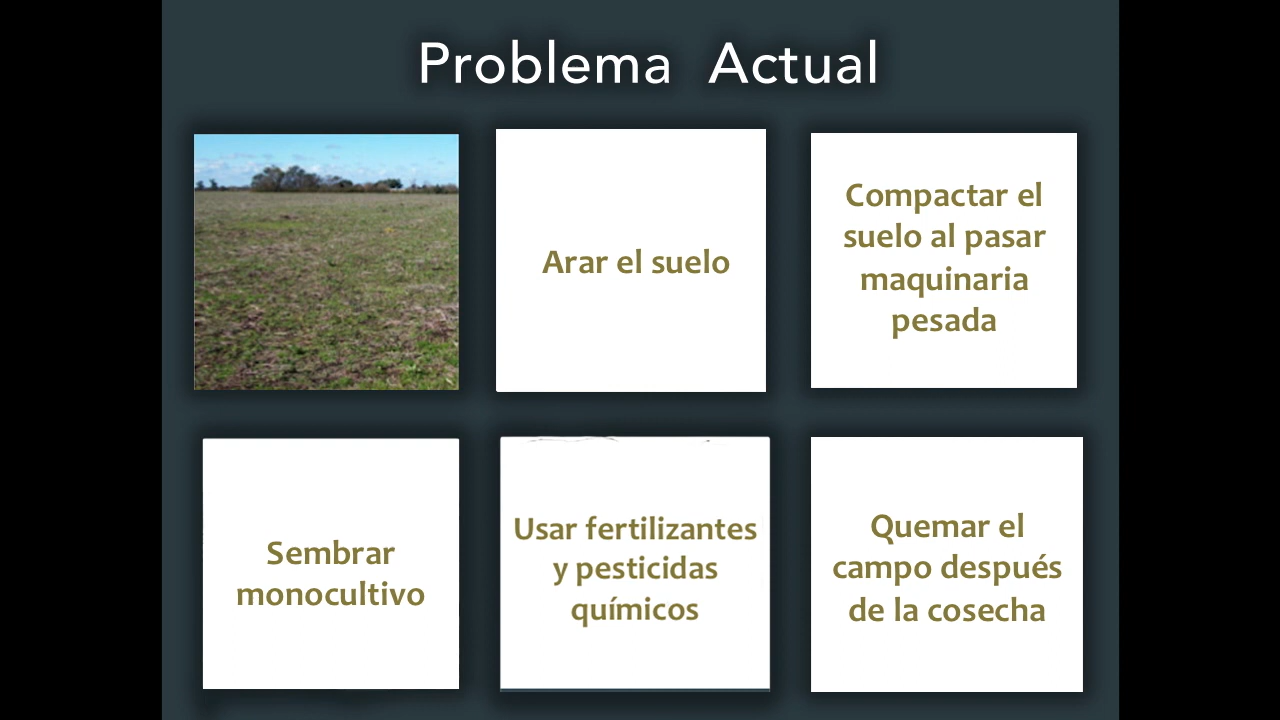 Problema Actual
Arar el suelo
Compactar el
suelo al pasar
maquinaria
pesada
Sembrar
monocultivo
Usar fertilizantes
y pesticidas
químicos
Quemar el
campo después
de la cosecha